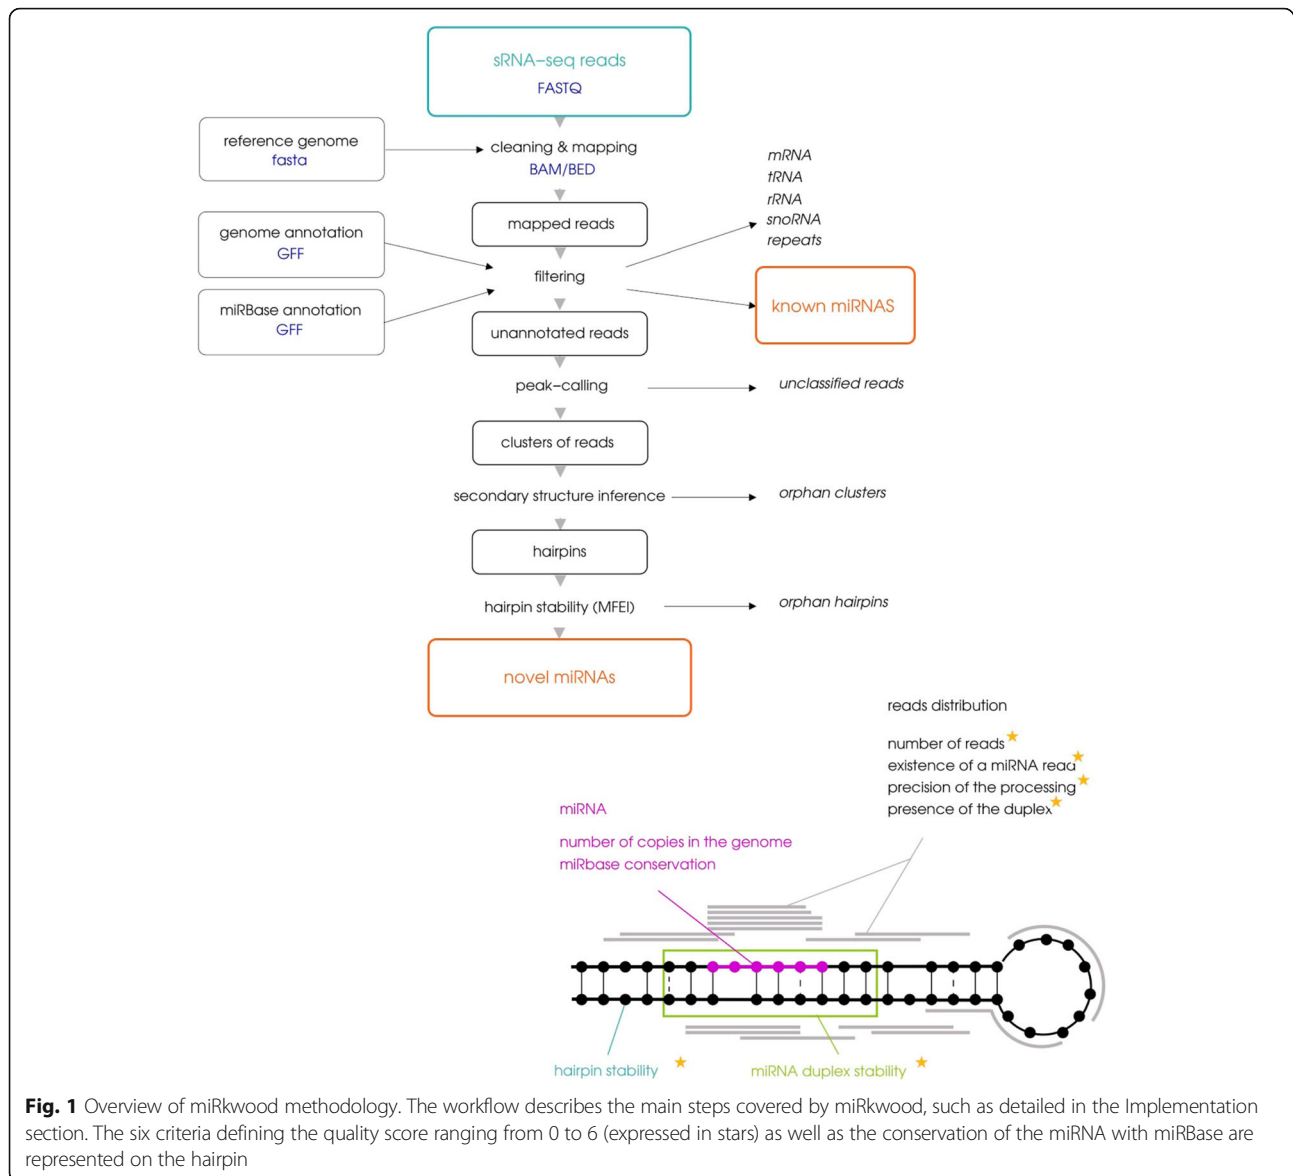 sRNA–seq reads
FASTQ
reference genome
fasta
cleaning & mapping
BAM/BED
mRNA
tRNA
rRNA
snoRNA
repeats
mapped reads
genome annotation
GFF
filtering
known miRNAS
miRBase annotation
GFF
unannotated reads
peak–calling
unclassified reads
clusters of reads
secondary structure inference
orphan clusters
hairpins
hairpin stability (MFEI)
orphan hairpins
novel miRNAs
reads distribution
number of reads
existence of a miRNA read
precision of the processing
presence of the duplex
miRNA
number of copies in the genome
miRbase conservation
hairpin stability
miRNA duplex stability
Fig. 1 Overview of miRkwood methodology. The workflow describes the main steps covered by miRkwood, such as detailed in the Implementation
section. The six criteria defining the quality score ranging from 0 to 6 (expressed in stars) as well as the conservation of the miRNA with miRBase are
represented on the hairpin